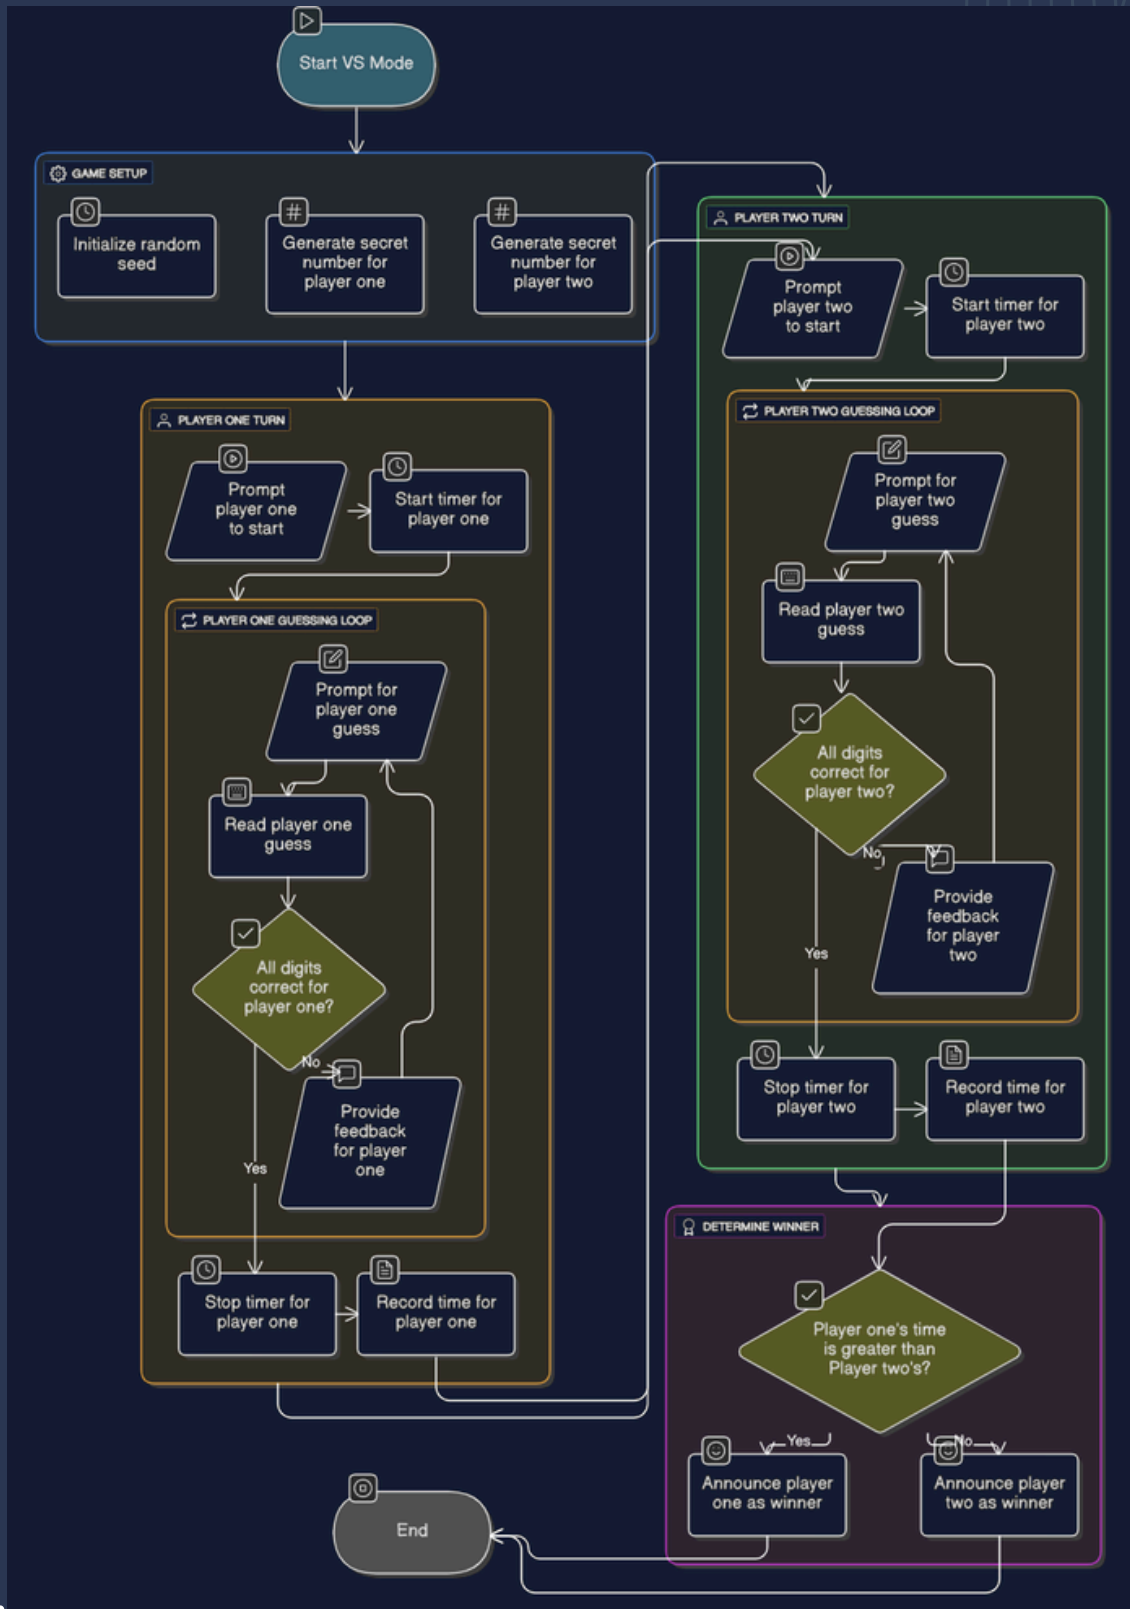 Start VS Mode
GAME SETUP
Initialize random
seed
Generate secret
number for
player one
Generate secret
number for
player two
PLAYER ONE TURN
Prompt
player one
to start
Start timer for
player one
PLAYER ONE GUESSING LOOP
Prompt for
player one
guess
Read player one
guess
All digits
correct for
player one?
No
Provide
feedback
for player
one
Yes
Stop timer for
player one
Record time for
player one
PLAYER TWO TURN
Prompt
player two
to start
Start timer for
player two
PLAYER TWO GUESSING LOOP
Prompt for
player two
guess
Read player two
guess
All digits
correct for
player two?
No
Provide
feedback
for player
two
Yes
Stop timer for
player two
Record time for
player two
DETERMINE WINNER
Player one's time
is greater than
Player two's?
Yes
No
Announce player
one as winner
Announce player
two as winner
End